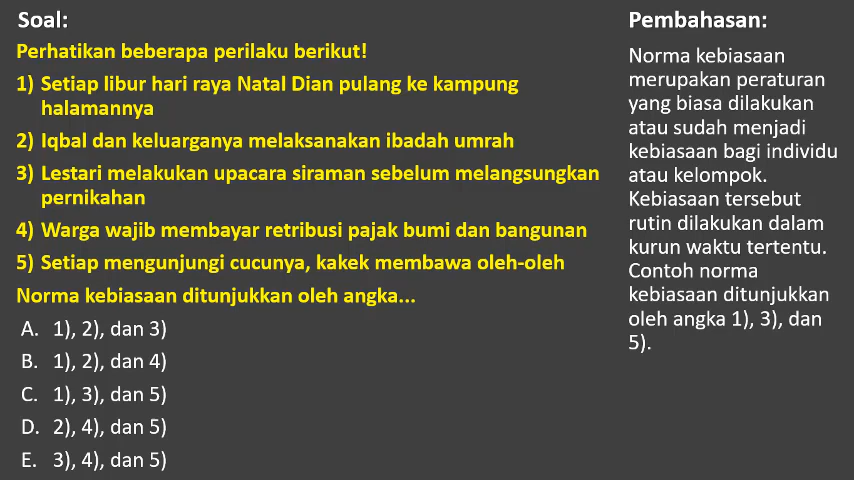 Soal:
Perhatikan beberapa perilaku berikut!
1) Setiap libur hari raya Natal Dian pulang ke kampung
halamannya
2) Iqbal dan keluarganya melaksanakan ibadah umrah
3) Lestari melakukan upacara siraman sebelum melangsungkan
pernikahan
4) Warga wajib membayar retribusi pajak bumi dan bangunan
5) Setiap mengunjungi cucunya, kakek membawa oleh-oleh
Norma kebiasaan ditunjukkan oleh angka...
A. 1), 2), dan 3)
B. 1), 2), dan 4)
C. 1), 3), dan 5)
D. 2), 4), dan 5)
E. 3), 4), dan 5)
Pembahasan:
Norma kebiasaan
merupakan peraturan
yang biasa dilakukan
atau sudah menjadi
kebiasaan bagi individu
atau kelompok.
Kebiasaan tersebut
rutin dilakukan dalam
kurun waktu tertentu.
Contoh norma
kebiasaan ditunjukkan
oleh angka 1), 3), dan
5).